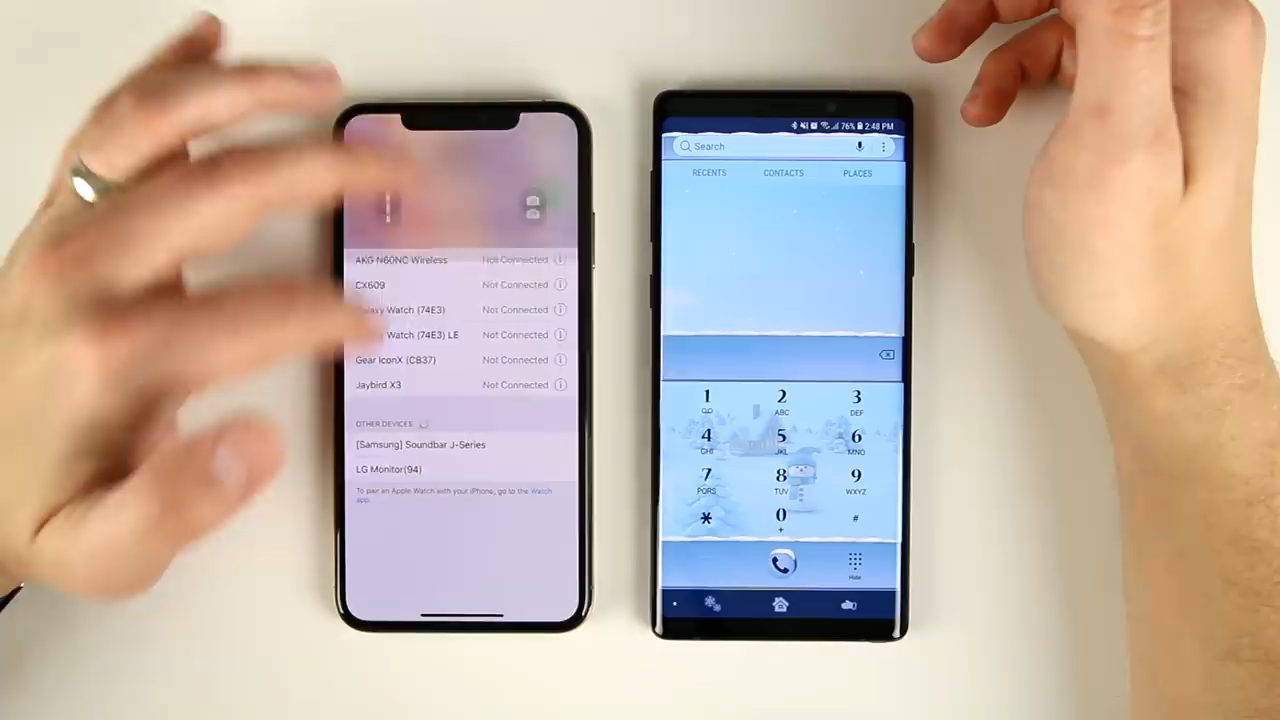 AKG N60NC Wireless Not Connected
CX609 Not Connected
Watch (74E3) Not Connected
Watch (74E3) LE Not Connected
Gear IconX (CB37) Not Connected
Jaybird X3 Not Connected
OTHER DEVICES
[Samsung] Soundbar J-Series
LG Monitor(94)
To pair an Apple Watch with your iPhone, go to the Watch
app.
76% 2:48 PM
Search
RECENTS CONTACTS PLACES
1 2 3
ABC DEF
4 5 6
GHI JKL MNO
7 8 9
PQRS TUV WXYZ
* 0 #
+
Hide